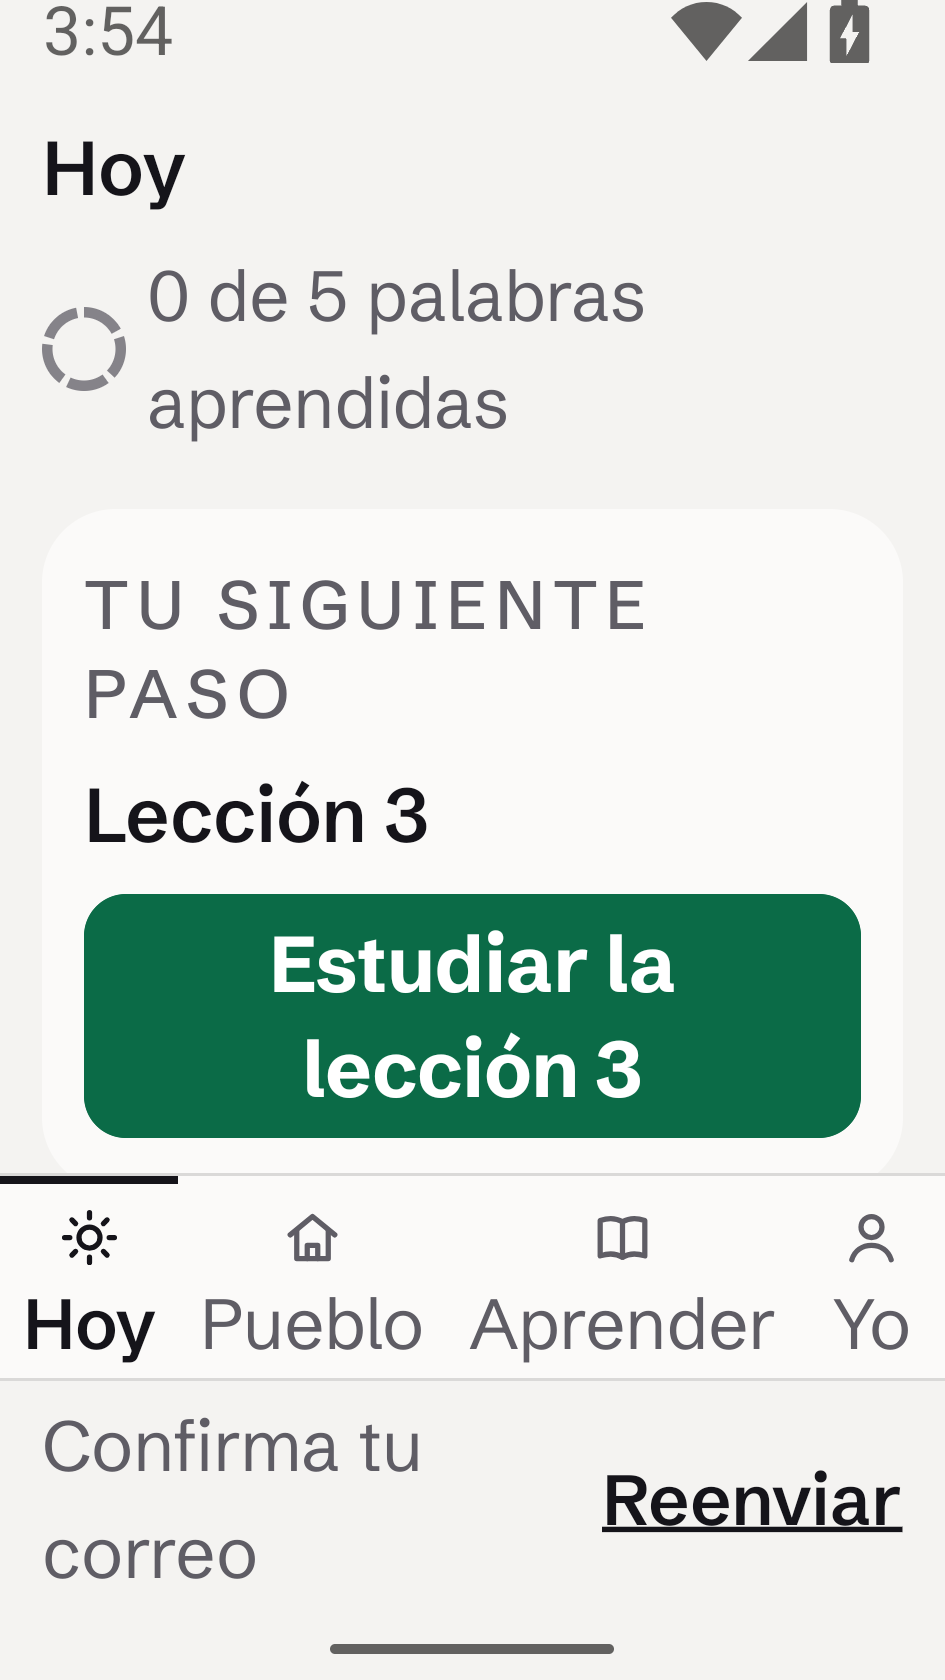 3:54
Hoy
0 de 5 palabras
aprendidas
TU SIGUIENTE
PASO
Lección 3
Estudiar la
lección 3
Hoy
Pueblo
Aprender
Yo
Confirma tu
correo
Reenviar